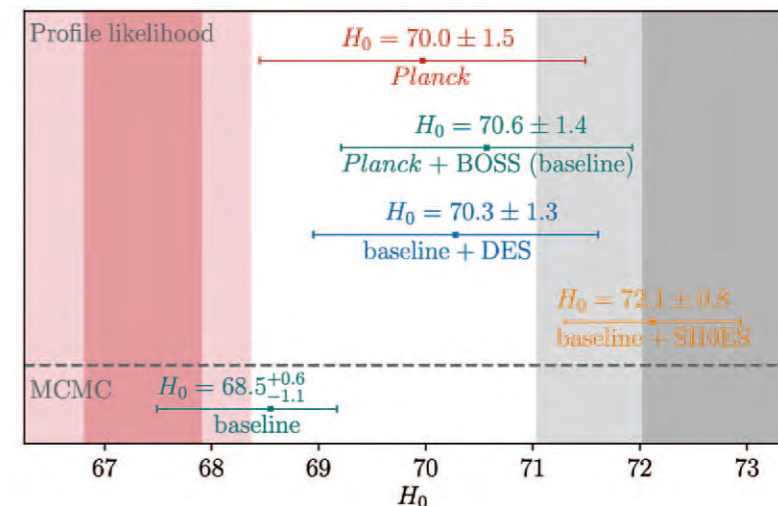 Profile likelihood
H₀ = 70.0 ± 1.5
Planck
H₀ = 70.6 ± 1.4
Planck + BOSS (baseline)
H₀ = 70.3 ± 1.3
baseline + DES
H₀ = 72.1 ± 0.8
baseline + SH0ES
MCMC
H₀ = 68.5+0.6−1.1
baseline
67 68 69 70 71 72 73
H₀